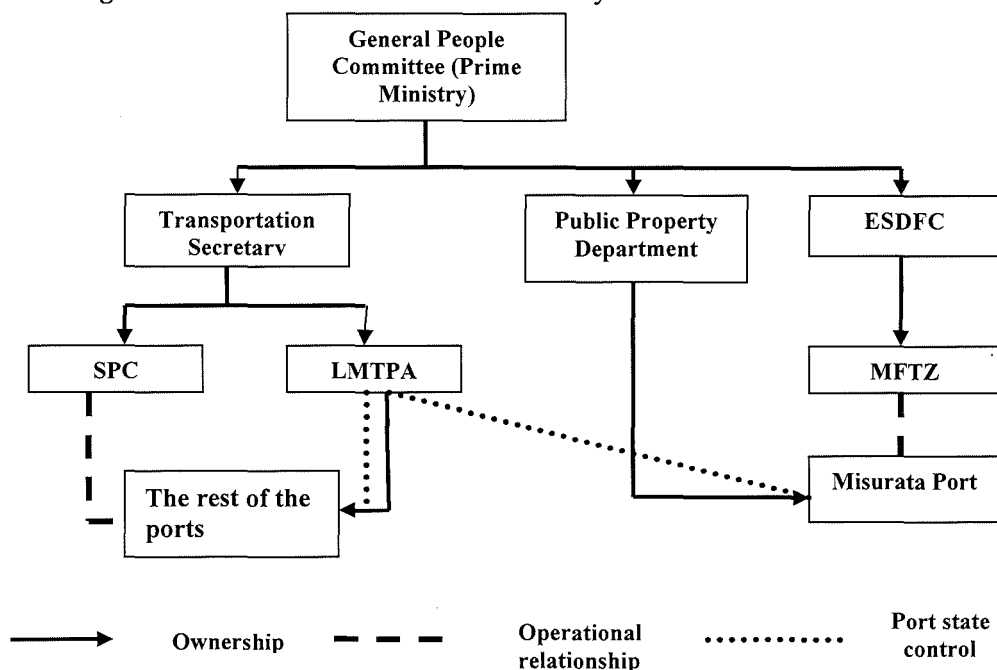 General People
Committee (Prime
Ministry)
Transportation
Secretary
Public Property
Department
ESDFC
SPC
LMTPA
MFTZ
The rest of the
ports
Misurata Port
Ownership
Operational
relationship
Port state
control